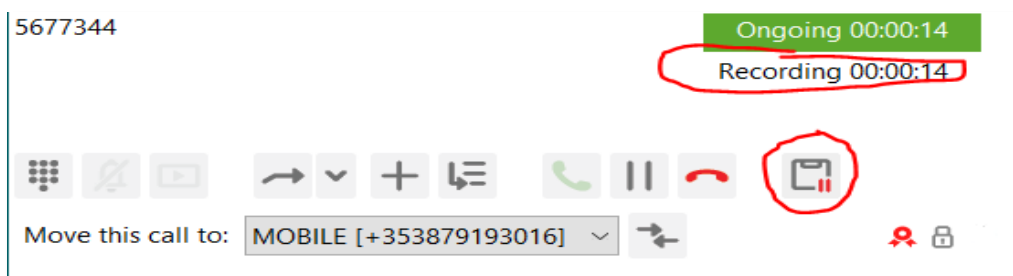 5677344
Ongoing 00:00:14
Recording 00:00:14
Move this call to: MOBILE [+353879193016]